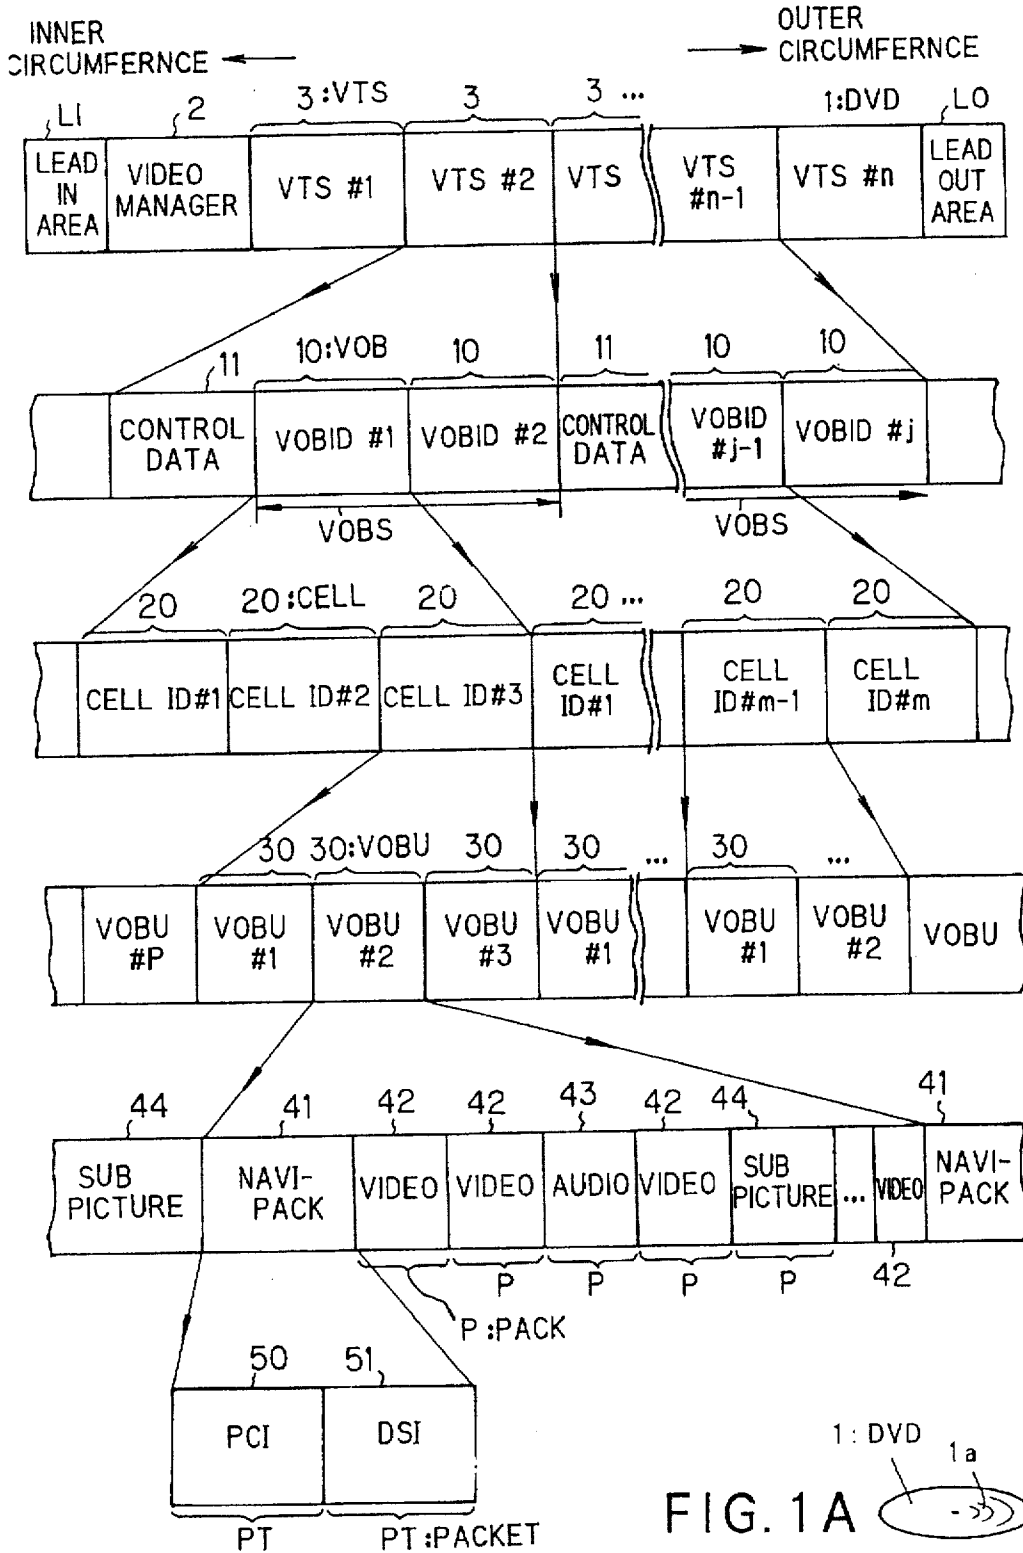 INNER
CIRCUMFERNCE
OUTER
CIRCUMFERNCE
LI
2
3:VTS
3
3 ...
1:DVD
LO
LEAD
IN
AREA
VIDEO
MANAGER
VTS #1
VTS #2
VTS
VTS
#n-1
VTS #n
LEAD
OUT
AREA
11
10:VOB
10
11
10
10
CONTROL
DATA
VOBID #1
VOBID #2
CONTROL
DATA
VOBID
#j-1
VOBID #j
VOBS
VOBS
20
20:CELL
20
20 ...
20
20
CELL ID#1
CELL ID#2
CELL ID#3
CELL
ID#1
CELL
ID#m-1
CELL
ID#m
30
30:VOBU
30
30
...
30
...
VOBU
#P
VOBU
#1
VOBU
#2
VOBU
#3
VOBU
#1
VOBU
#1
VOBU
#2
VOBU
44
41
42
42
43
42
44
41
SUB
PICTURE
NAVI-
PACK
VIDEO
VIDEO
AUDIO
VIDEO
SUB
PICTURE
...
VIDEO
NAVI-
PACK
P
P
P
P
42
P:PACK
50
51
PCI
DSI
PT
PT:PACKET
FIG. 1A
1: DVD
1a